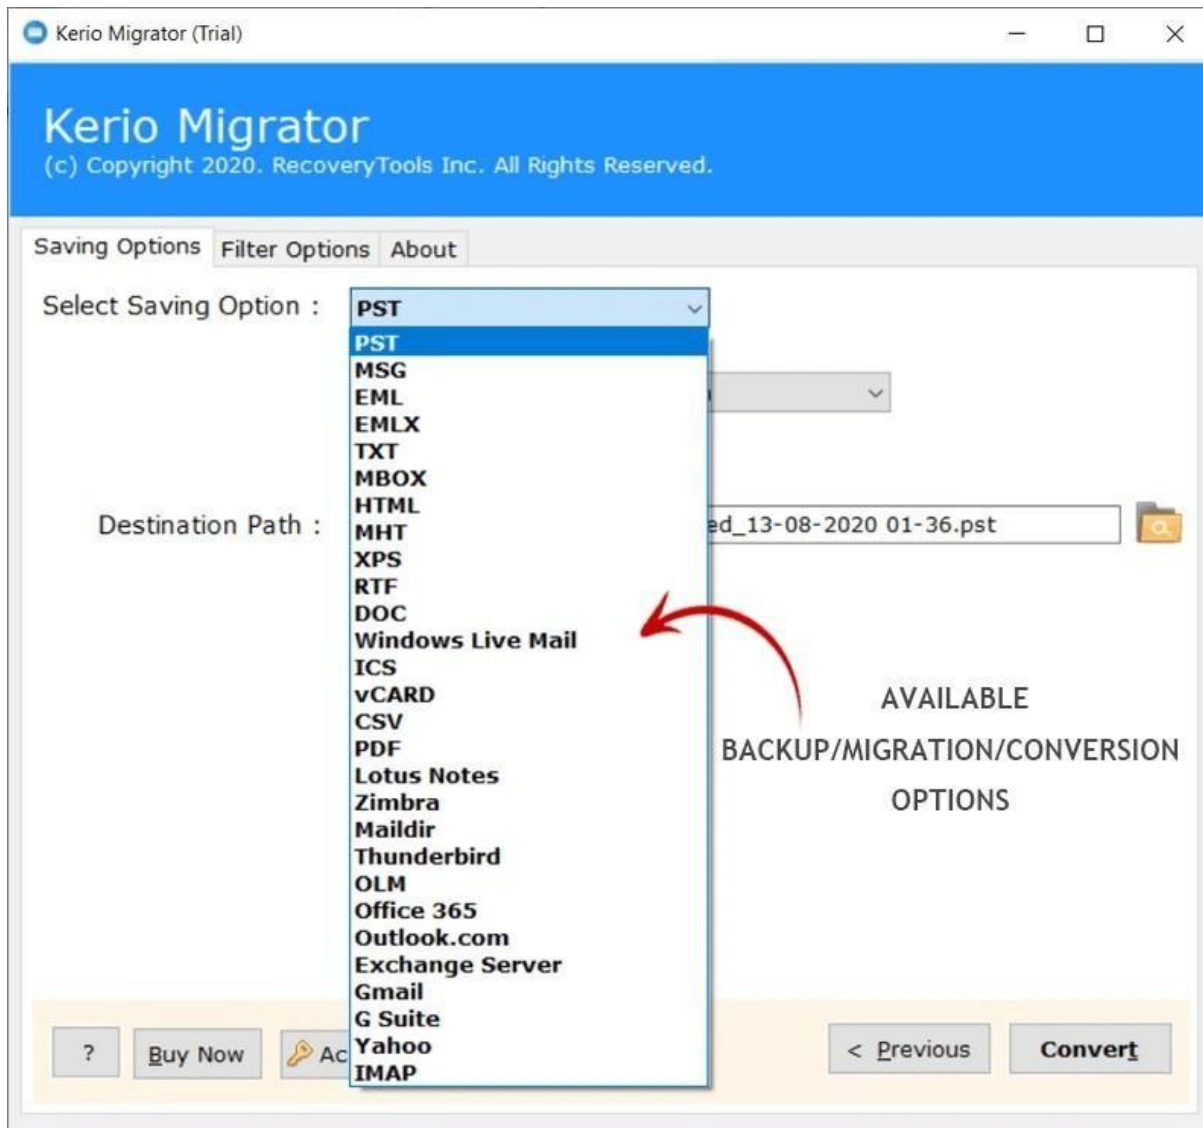 Kerio Migrator (Trial)
Kerio Migrator
(c) Copyright 2020. RecoveryTools Inc. All Rights Reserved.
Saving Options Filter Options About
Select Saving Option : PST
PST
MSG
EML
EMLX
TXT
MBOX
HTML
MHT
XPS
RTF
DOC
Windows Live Mail
ICS
vCARD
CSV
PDF
Lotus Notes
Zimbra
Maildir
Thunderbird
OLM
Office 365
Outlook.com
Exchange Server
Gmail
G Suite
Yahoo
IMAP
Destination Path : ed_13-08-2020 01-36.pst
AVAILABLE
BACKUP/MIGRATION/CONVERSION
OPTIONS
? Buy Now Ac < Previous Convert